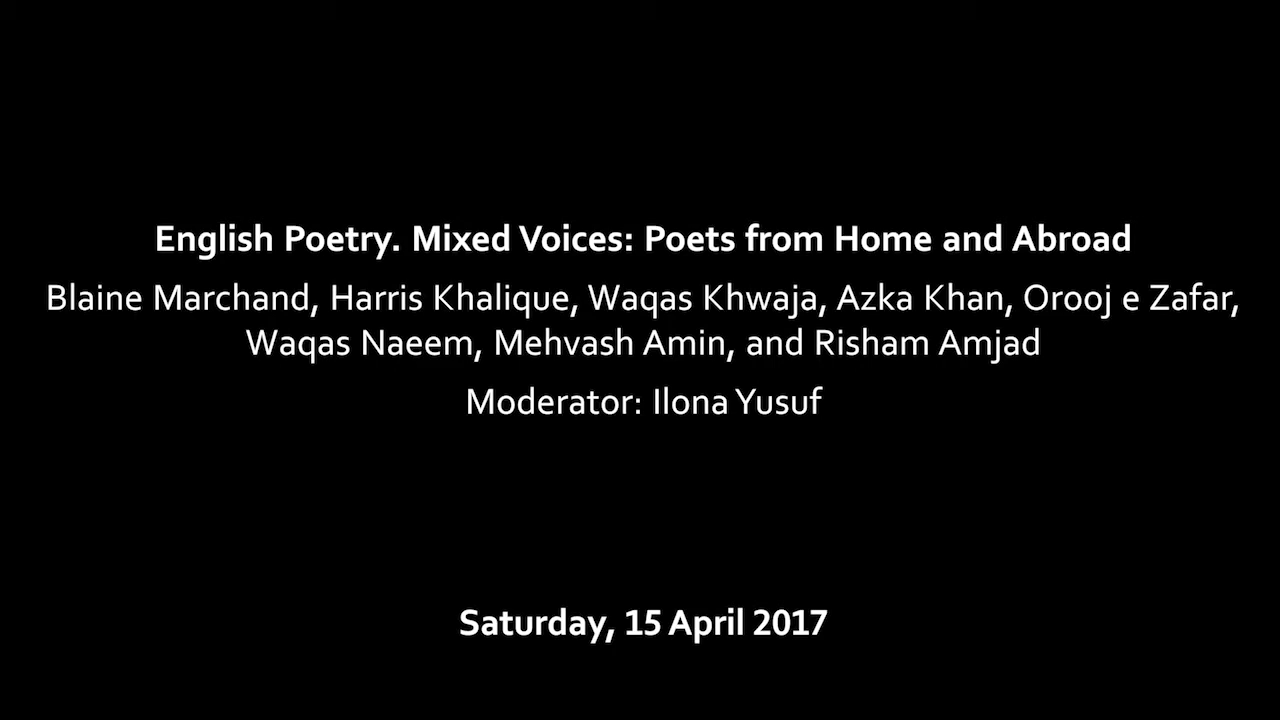 English Poetry. Mixed Voices: Poets from Home and Abroad
Blaine Marchand, Harris Khalique, Waqas Khwaja, Azka Khan, Orooj e Zafar,
Waqas Naeem, Mehvash Amin, and Risham Amjad
Moderator: Ilona Yusuf
Saturday, 15 April 2017